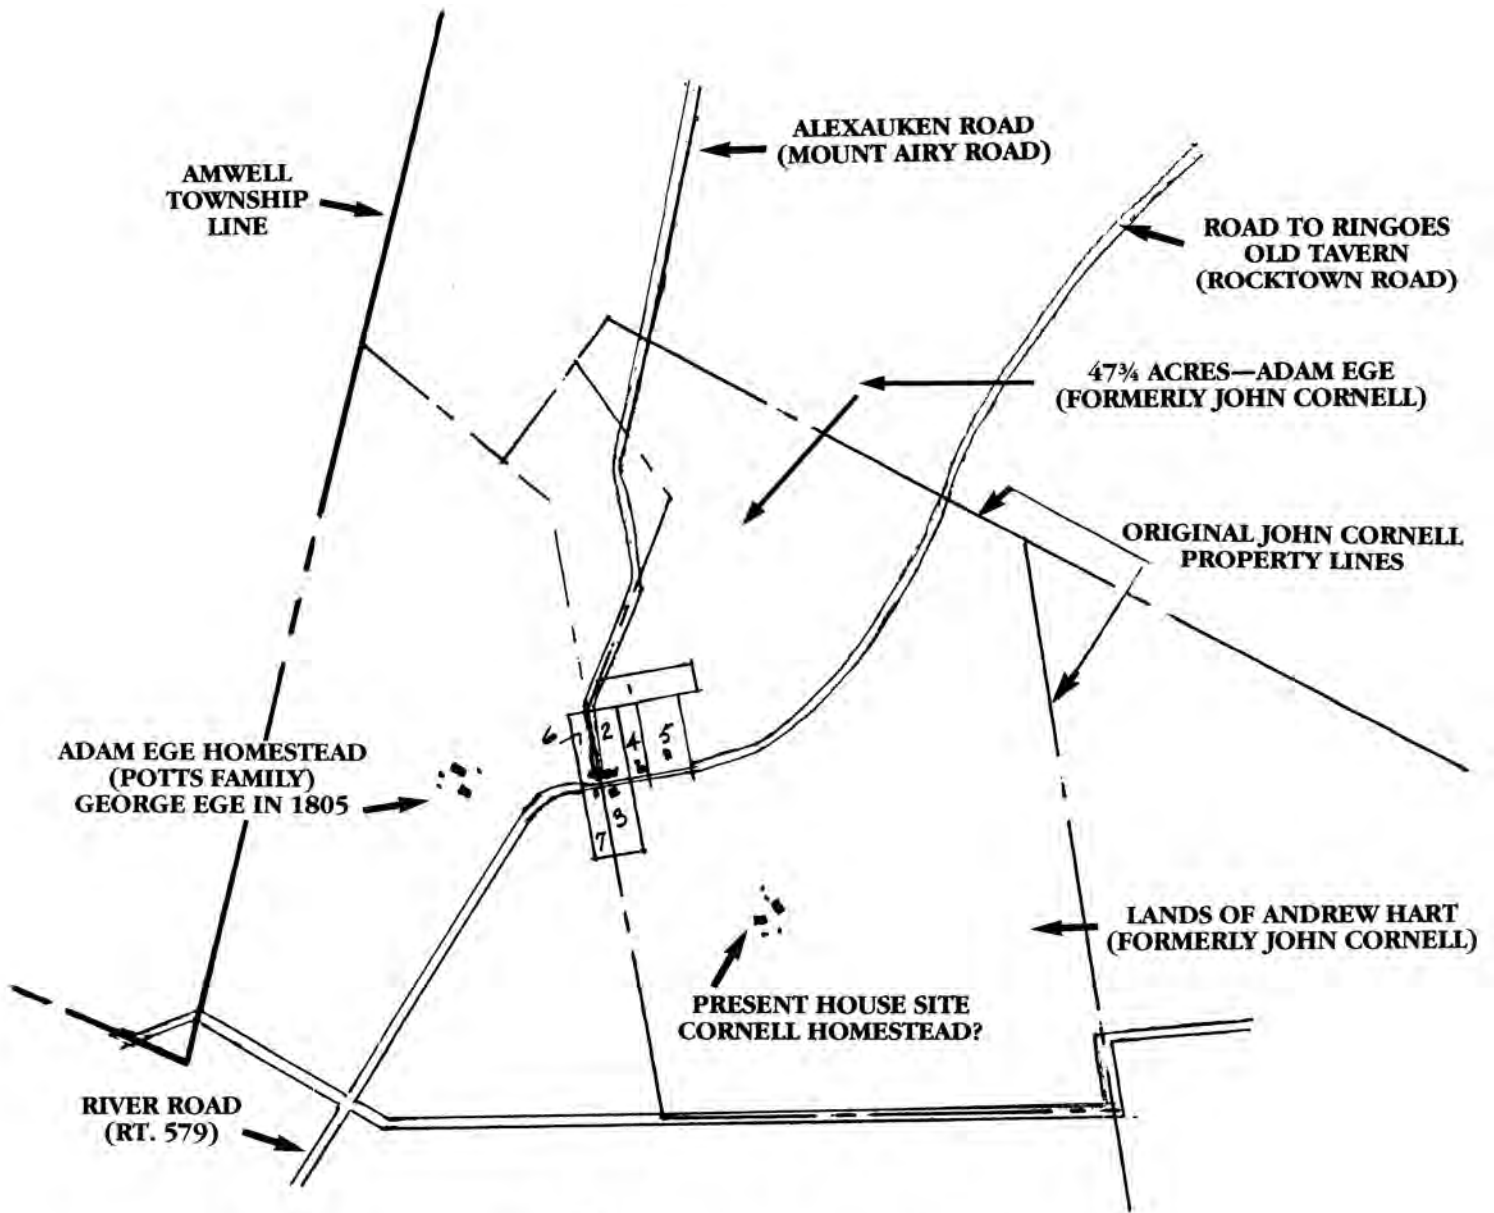 ALEXAUKEN ROAD
(MOUNT AIRY ROAD)
AMWELL
TOWNSHIP
LINE
ROAD TO RINGOES
OLD TAVERN
(ROCKTOWN ROAD)
47¾ ACRES—ADAM EGE
(FORMERLY JOHN CORNELL)
ORIGINAL JOHN CORNELL
PROPERTY LINES
1
6
2
4
5
ADAM EGE HOMESTEAD
(POTTS FAMILY)
GEORGE EGE IN 1805
7
3
LANDS OF ANDREW HART
(FORMERLY JOHN CORNELL)
PRESENT HOUSE SITE
CORNELL HOMESTEAD?
RIVER ROAD
(RT. 579)